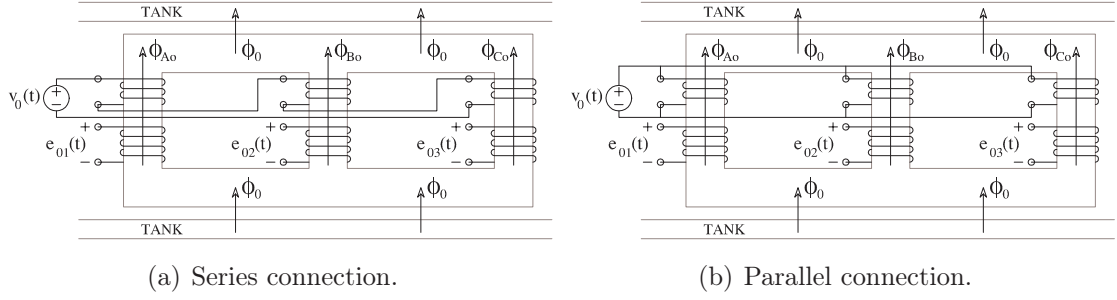 TANK
ϕAo ϕ0 ϕBo ϕ0 ϕCo
v0(t) + −
+ + +
e01(t) e02(t) e03(t)
− − −
ϕ0 ϕ0
TANK
(a) Series connection.
TANK
ϕAo ϕ0 ϕBo ϕ0 ϕCo
v0(t) + −
+ + +
e01(t) e02(t) e03(t)
− − −
ϕ0 ϕ0
TANK
(b) Parallel connection.